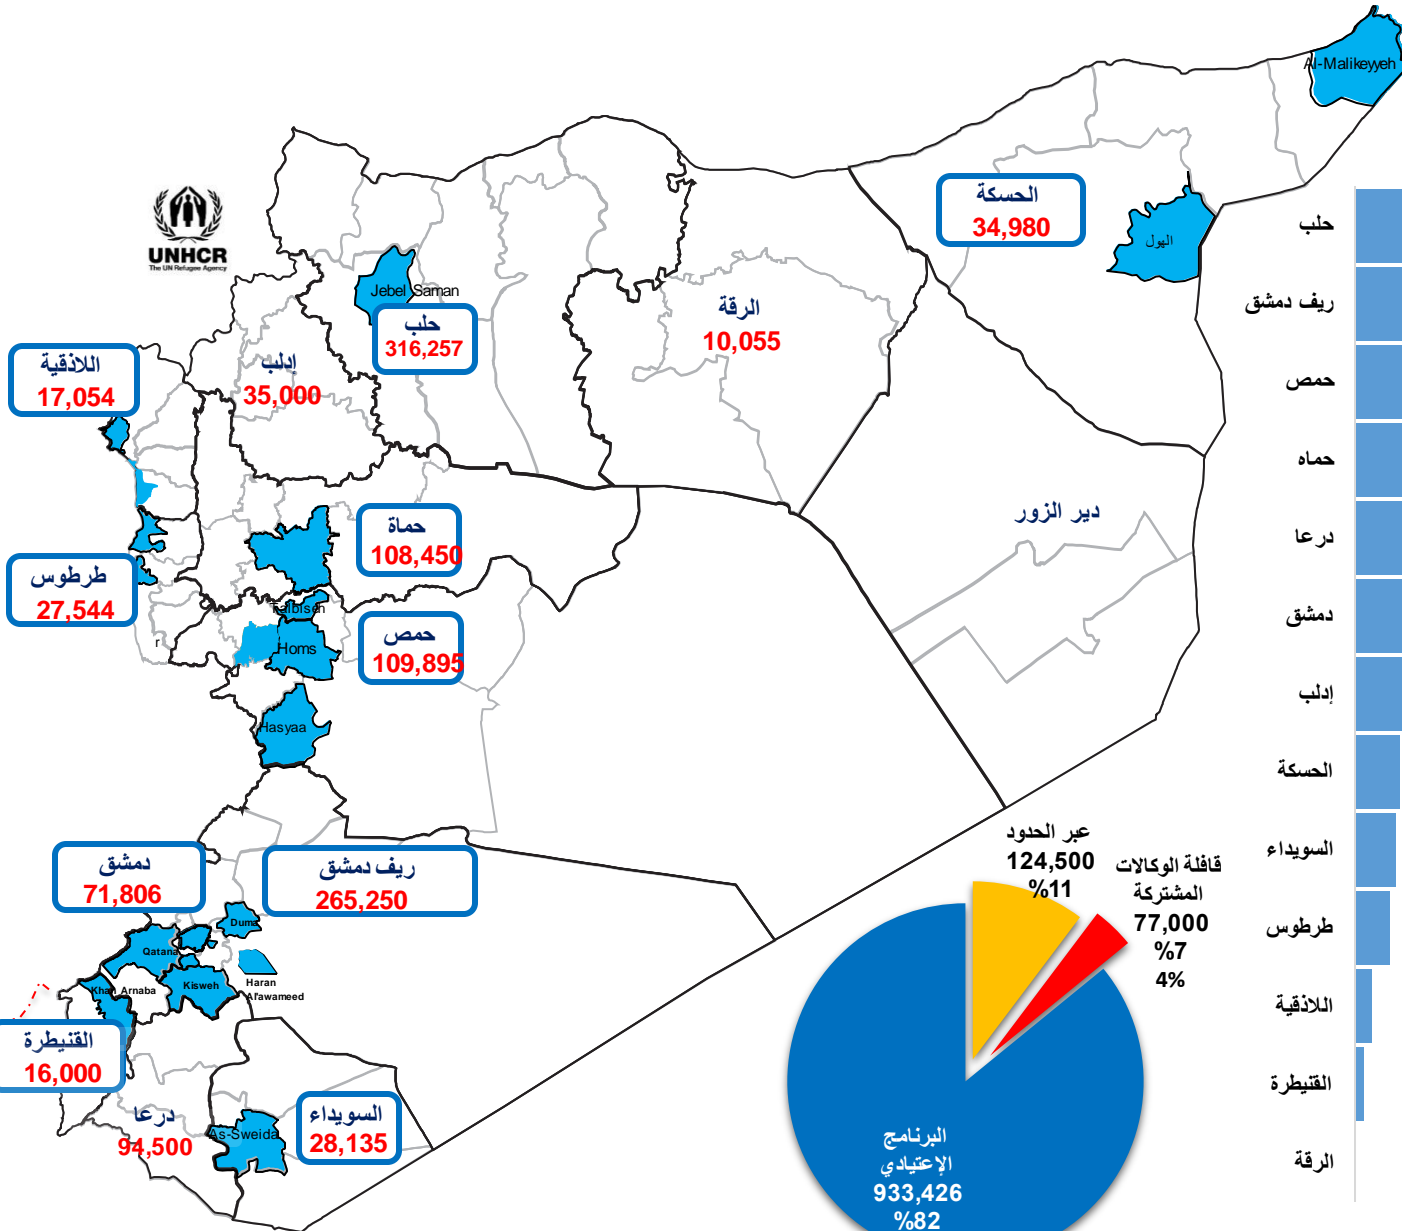 Al-Malikeyyeh
الحسكة
34,980
الهول
UNHCR
The UN Refugee Agency
Jebel Saman
حلب
316,257
الرقة
10,055
إدلب
35,000
اللاذقية
17,054
دير الزور
حماة
108,450
طرطوس
27,544
Talbiseh
حمص
109,895
Homs
Hasyaa
دمشق
71,806
ريف دمشق
265,250
Duma
Qatana
Kisweh
Haran
Al'awameed
Khan Arnaba
القنيطرة
16,000
درعا
94,500
السويداء
28,135
As-Sweida
عبر الحدود
124,500
%11
قافلة الوكالات
المشتركة
77,000
%7
4%
البرنامج
الإعتيادي
933,426
%82
حلب
ريف دمشق
حمص
حماه
درعا
دمشق
إدلب
الحسكة
السويداء
طرطوس
اللاذقية
القنيطرة
الرقة